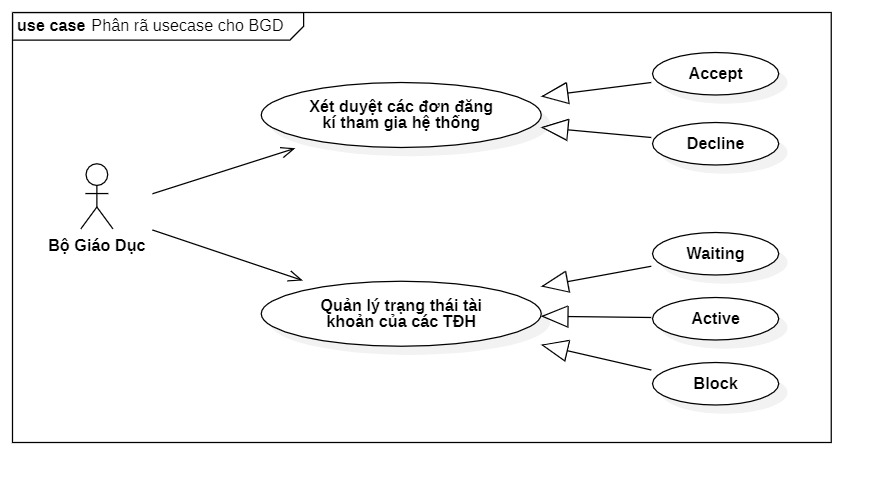 use case Phân rã usecase cho BGD
Accept
Xét duyệt các đơn đăng
kí tham gia hệ thống
Decline
Bộ Giáo Dục
Waiting
Quản lý trạng thái tài
khoản của các TĐH
Active
Block